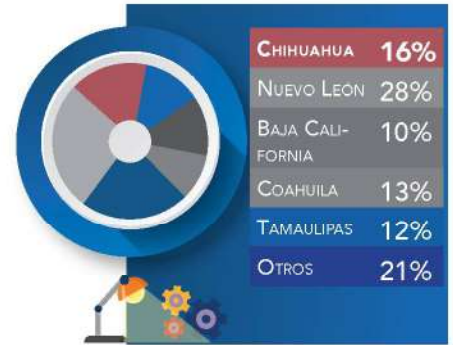 CHIHUAHUA 16%
NUEVO LEÓN 28%
BAJA CALI- 10%
FORNIA
COAHUILA 13%
TAMAULIPAS 12%
OTROS 21%